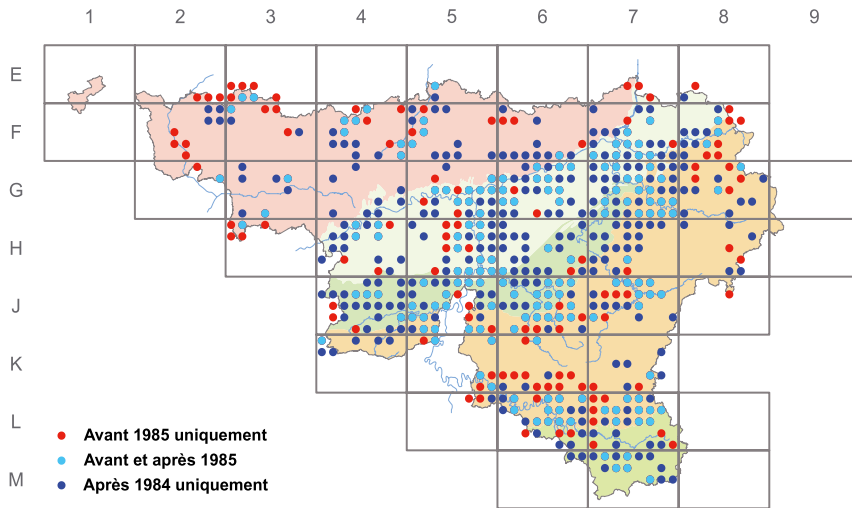 1 2 3 4 5 6 7 8 9
E
F
G
H
J
K
L
M
Avant 1985 uniquement
Avant et après 1985
Après 1984 uniquement